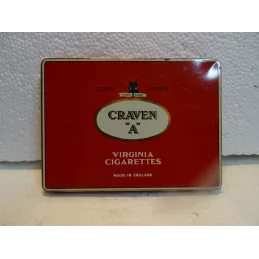 CRAVEN
"A"
VIRGINIA
CIGARETTES
MADE IN ENGLAND